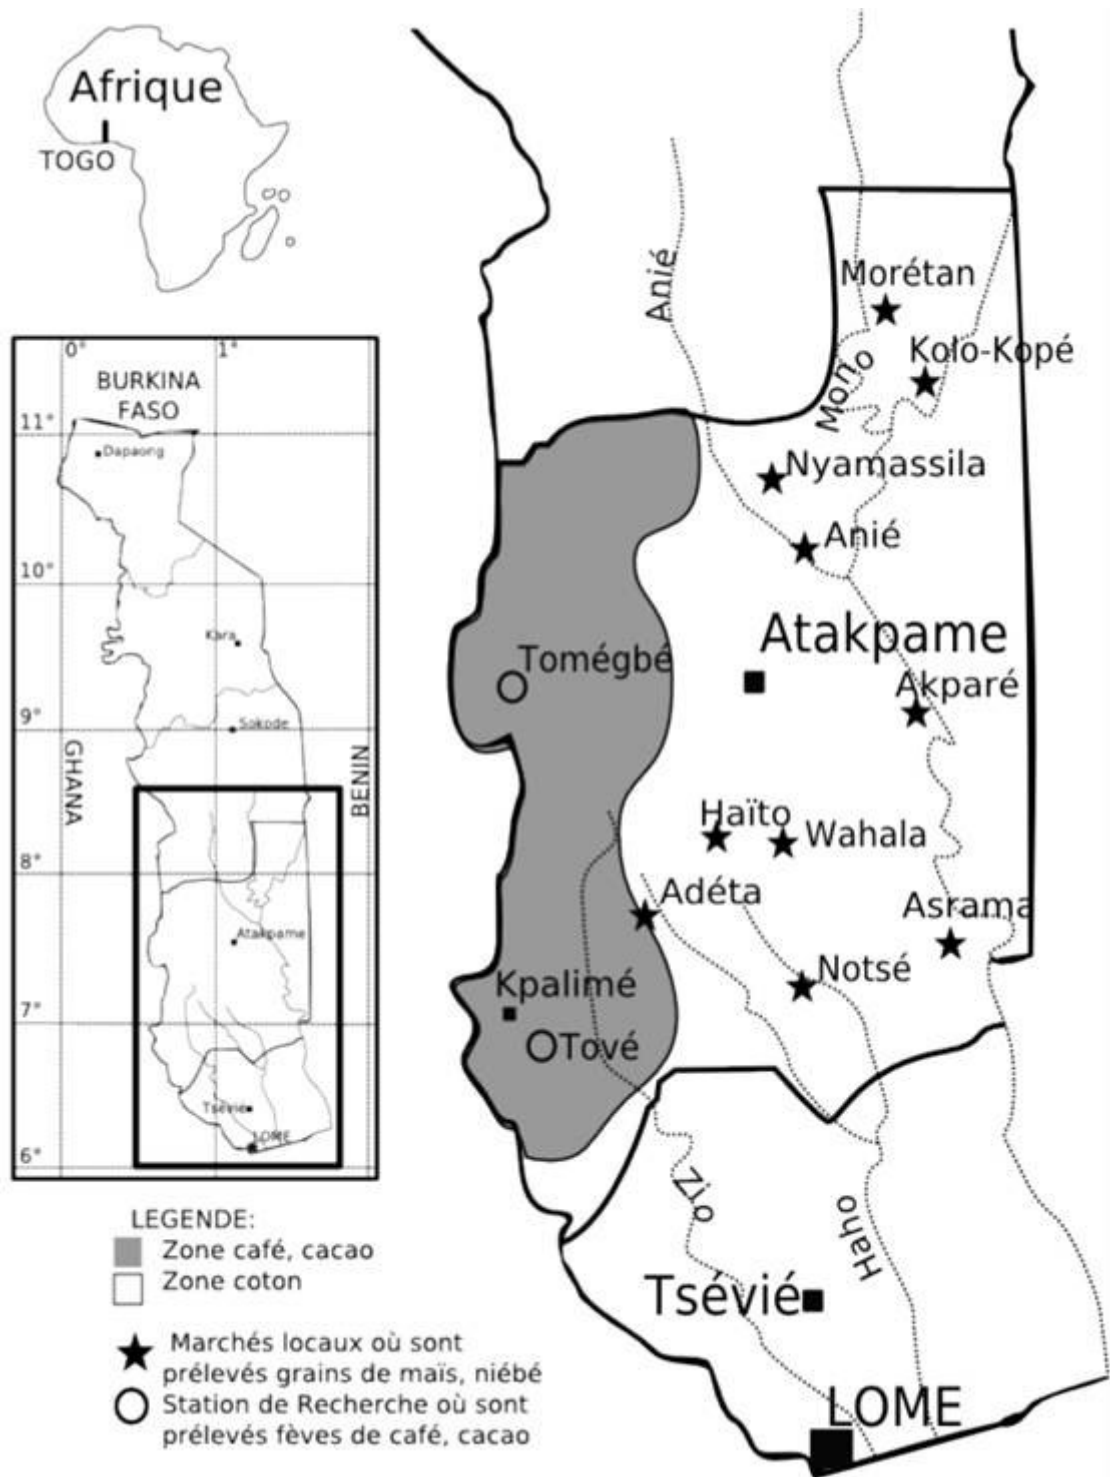 Afrique
TOGO
0°
1°
BURKINA
FASO
11°
Dapaong
10°
Kara
9°
Sokode
GHANA
BENIN
8°
Atakpame
7°
Tsévié
LOME
6°
Anié
Morétan
Mono
Kolo-Kopé
Nyamassila
Anié
Atakpame
Tomégbé
Akparé
Haïto
Wahala
Adéta
Asrama
Notsé
Kpalimé
Tové
Zio
Haho
Tsévié
LOME
LEGENDE:
Zone café, cacao
Zone coton
Marchés locaux où sont
prélevés grains de maïs, niébé
Station de Recherche où sont
prélevés fèves de café, cacao